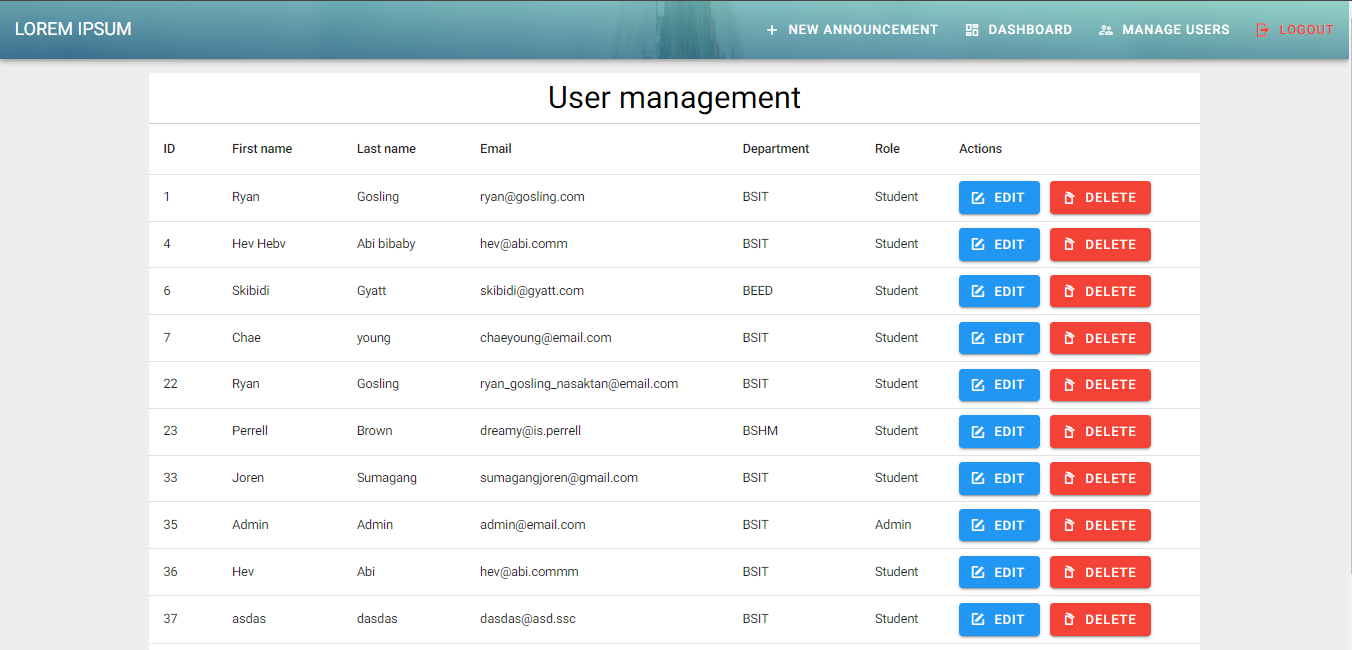 LOREM IPSUM NEW ANNOUNCEMENT DASHBOARD MANAGE USERS LOGOUT
User management
ID First name Last name Email Department Role Actions
1 Ryan Gosling ryan@gosling.com BSIT Student EDIT DELETE
4 Hev Hebv Abi bibaby hev@abi.comm BSIT Student EDIT DELETE
6 Skibidi Gyatt skibidi@gyatt.com BEED Student EDIT DELETE
7 Chae young chaeyoung@email.com BSIT Student EDIT DELETE
22 Ryan Gosling ryan_gosling_nasaktan@email.com BSIT Student EDIT DELETE
23 Perrell Brown dreamy@is.perrell BSHM Student EDIT DELETE
33 Joren Sumagang sumagangjoren@gmail.com BSIT Student EDIT DELETE
35 Admin Admin admin@email.com BSIT Admin EDIT DELETE
36 Hev Abi hev@abi.commm BSIT Student EDIT DELETE
37 asdas dasdas dasdas@asd.ssc BSIT Student EDIT DELETE